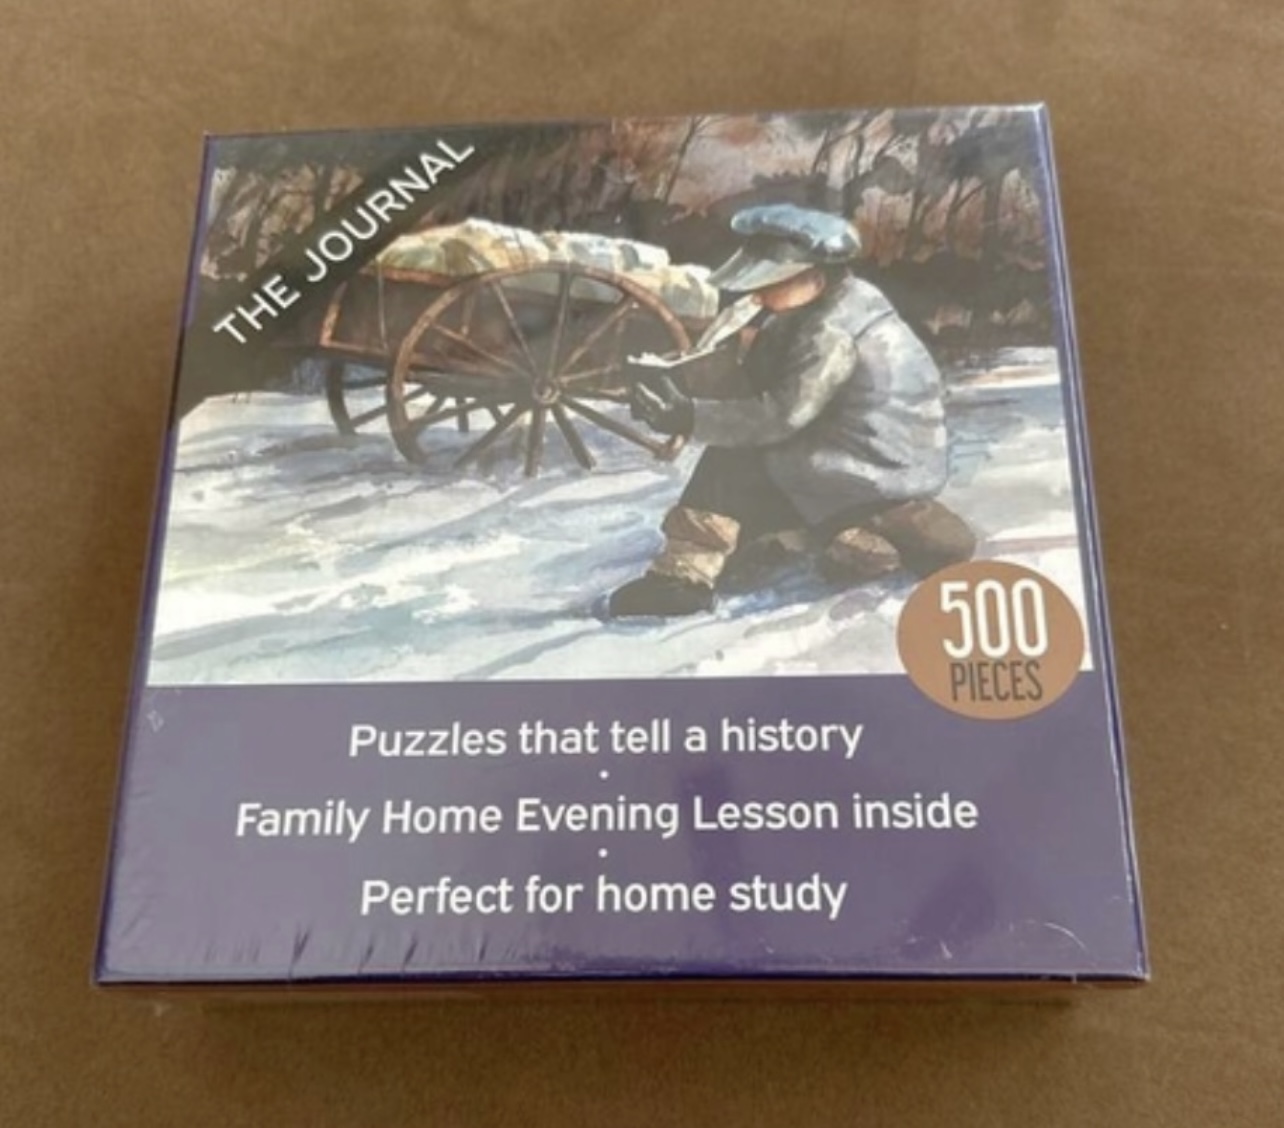 THE JOURNAL
500
PIECES
Puzzles that tell a history
·
Family Home Evening Lesson inside
·
Perfect for home study